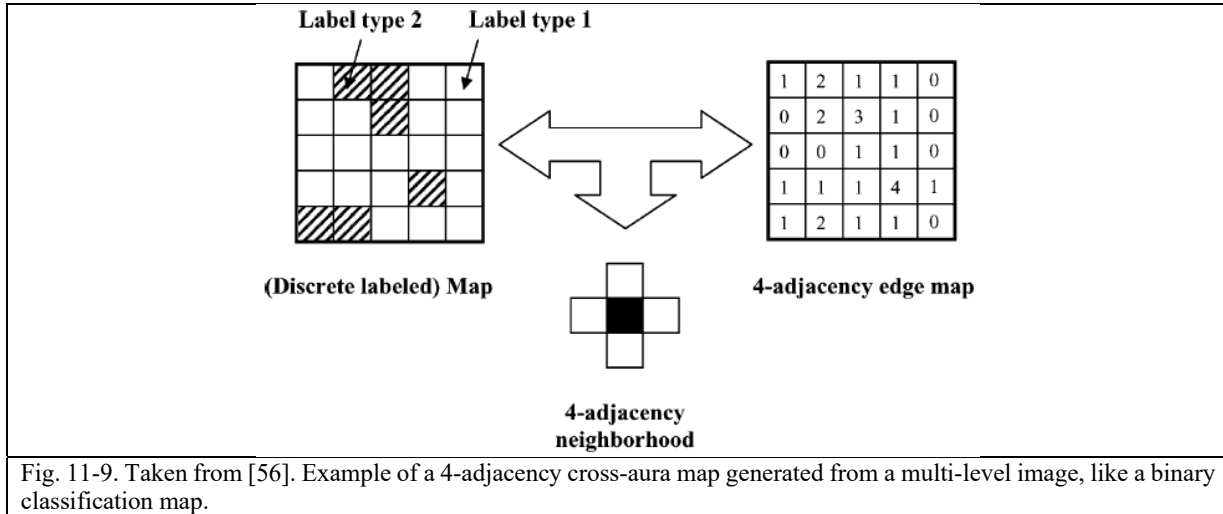 Label type 2 Label type 1
1 2 1 1 0
0 2 3 1 0
0 0 1 1 0
1 1 1 4 1
1 2 1 1 0
(Discrete labeled) Map
4-adjacency edge map
4-adjacency
neighborhood
Fig. 11-9. Taken from [56]. Example of a 4-adjacency cross-aura map generated from a multi-level image, like a binary
classification map.